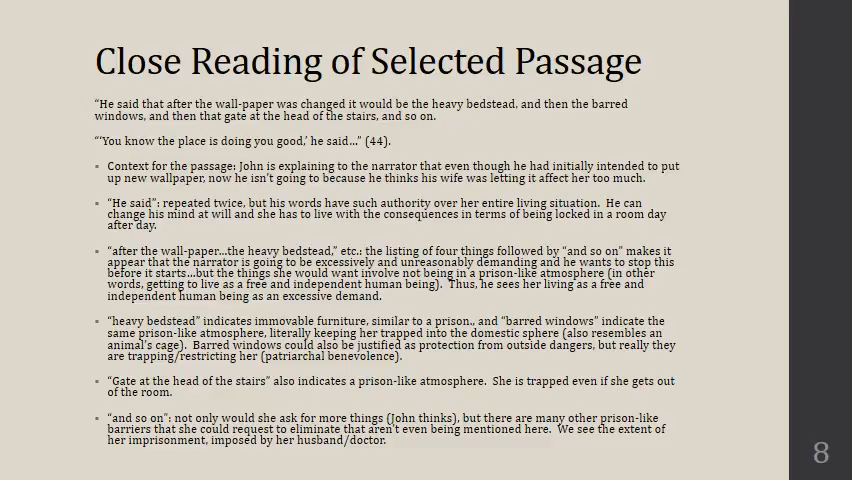 Close Reading of Selected Passage
“He said that after the wall-paper was changed it would be the heavy bedstead, and then the barred
windows, and then that gate at the head of the stairs, and so on.
“‘You know the place is doing you good,’ he said...” (44).
▪ Context for the passage: John is explaining to the narrator that even though he had initially intended to put
up new wallpaper, now he isn’t going to because he thinks his wife was letting it affect her too much.
▪ “He said”: repeated twice, but his words have such authority over her entire living situation.  He can
change his mind at will and she has to live with the consequences in terms of being locked in a room day
after day.
▪ “after the wall-paper...the heavy bedstead,” etc.: the listing of four things followed by “and so on” makes it
appear that the narrator is going to be excessively and unreasonably demanding and he wants to stop this
before it starts...but the things she would want involve not being in a prison-like atmosphere (in other
words, getting to live as a free and independent human being).  Thus, he sees her living as a free and
independent human being as an excessive demand.
▪ “heavy bedstead” indicates immovable furniture, similar to a prison., and “barred windows” indicate the
same prison-like atmosphere, literally keeping her trapped into the domestic sphere (also resembles an
animal’s cage).  Barred windows could also be justified as protection from outside dangers, but really they
are trapping/restricting her (patriarchal benevolence).
▪ “Gate at the head of the stairs” also indicates a prison-like atmosphere.  She is trapped even if she gets out
of the room.
▪ “and so on”: not only would she ask for more things (John thinks), but there are many other prison-like
barriers that she could request to eliminate that aren’t even being mentioned here.  We see the extent of
her imprisonment, imposed by her husband/doctor.
8